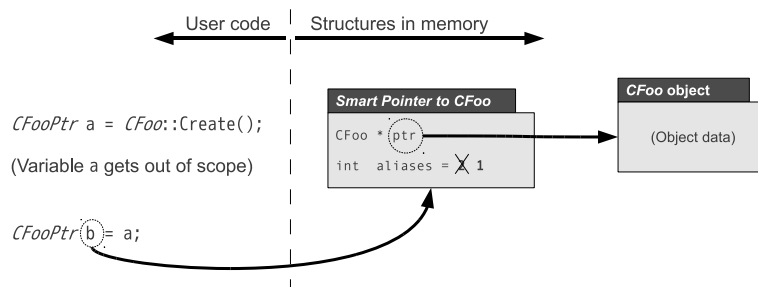 User code
Structures in memory
CFooPtr a = CFoo::Create();
(Variable a gets out of scope)
CFooPtr b = a;
Smart Pointer to CFoo
CFoo * ptr
int aliases = 2 1
CFoo object
(Object data)